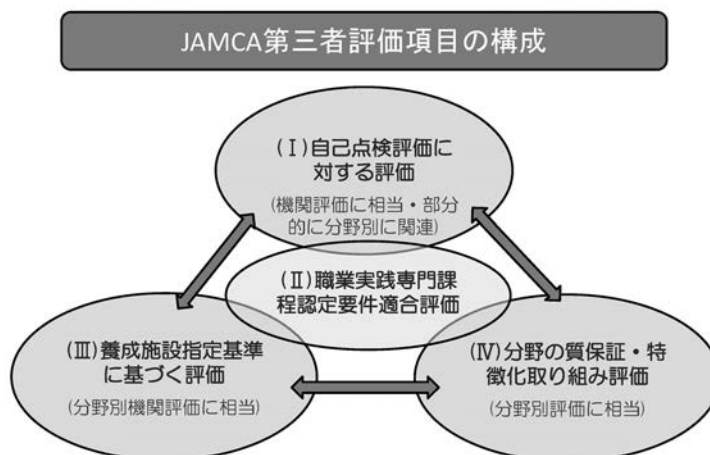 JAMCA第三者評価項目の構成
(Ⅰ)自己点検評価に
対する評価
(機関評価に相当・部分
的に分野別に関連)
(Ⅱ)職業実践専門課
程認定要件適合評価
(Ⅲ)養成施設指定基準
に基づく評価
(分野別機関評価に相当)
(Ⅳ)分野の質保証・特
徴化取り組み評価
(分野別評価に相当)